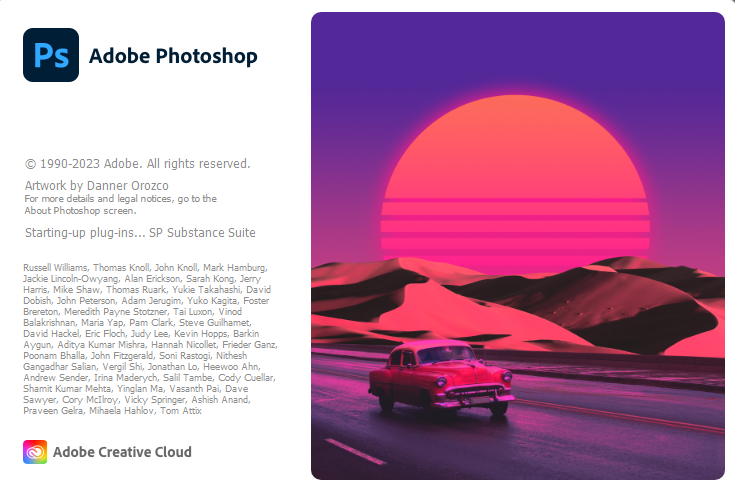 Ps
Adobe Photoshop
© 1990-2023 Adobe. All rights reserved.
Artwork by Danner Orozco
For more details and legal notices, go to the
About Photoshop screen.
Starting-up plug-ins... SP Substance Suite
Russell Williams, Thomas Knoll, John Knoll, Mark Hamburg,
Jackie Lincoln-Owyang, Alan Erickson, Sarah Kong, Jerry
Harris, Mike Shaw, Thomas Ruark, Yukie Takahashi, David
Dobish, John Peterson, Adam Jerugim, Yuko Kagita, Foster
Brereton, Meredith Payne Stotzner, Tai Luxon, Vinod
Balakrishnan, Maria Yap, Pam Clark, Steve Guilhamet,
David Hackel, Eric Floch, Judy Lee, Kevin Hopps, Barkin
Aygun, Aditya Kumar Mishra, Hannah Nicollet, Frieder Ganz,
Poonam Bhalla, John Fitzgerald, Soni Rastogi, Nithesh
Gangadhar Salian, Vergil Shi, Jonathan Lo, Heewoo Ahn,
Andrew Sender, Irina Maderych, Salil Tambe, Cody Cuellar,
Shamit Kumar Mehta, Yinglan Ma, Vasanth Pai, Dave
Sawyer, Cory McIlroy, Vicky Springer, Ashish Anand,
Praveen Gelra, Mihaela Hahlov, Tom Attix
Adobe Creative Cloud